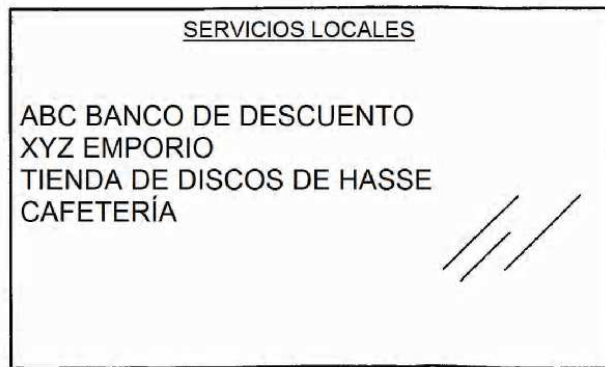 SERVICIOS LOCALES
ABC BANCO DE DESCUENTO
XYZ EMPORIO
TIENDA DE DISCOS DE HASSE
CAFETERÍA